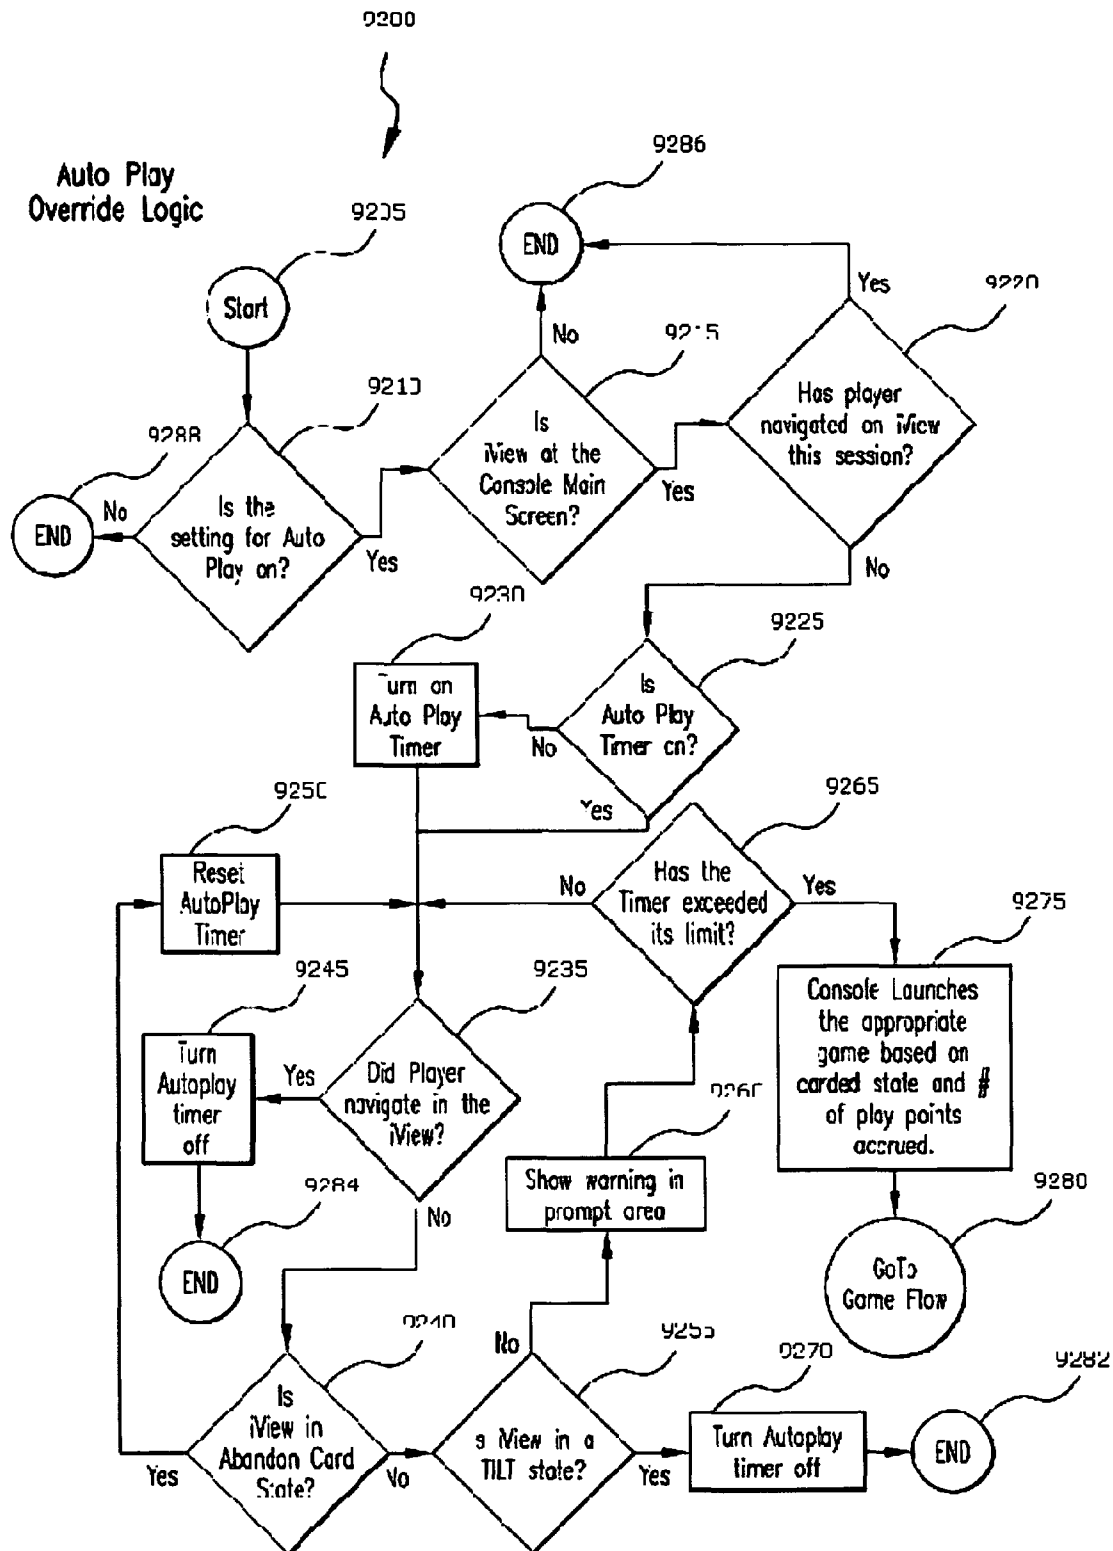 9200
Auto Play
Override Logic
9205
Start
9286
END
9210
9288
END
No
Is the
setting for Auto
Play on?
Yes
9215
No
Is
iView at the
Console Main
Screen?
Yes
9220
Yes
Has player
navigated on iView
this session?
No
9230
Turn on
Auto Play
Timer
9225
Is
Auto Play
Timer on?
No
Yes
9250
Reset
AutoPlay
Timer
9265
No
Has the
Timer exceeded
its limit?
Yes
9275
Console Launches
the appropriate
game based on
carded state and #
of play points
accrued.
9245
Turn
Autoplay
timer
off
9235
Yes
Did Player
navigate in the
iView?
No
9260
Show warning in
prompt area
9284
END
9280
GoTo
Game Flow
9240
Is
iView in
Abandon Card
State?
Yes
No
9255
No
s iView in a
TILT state?
Yes
9270
Turn Autoplay
timer off
9282
END